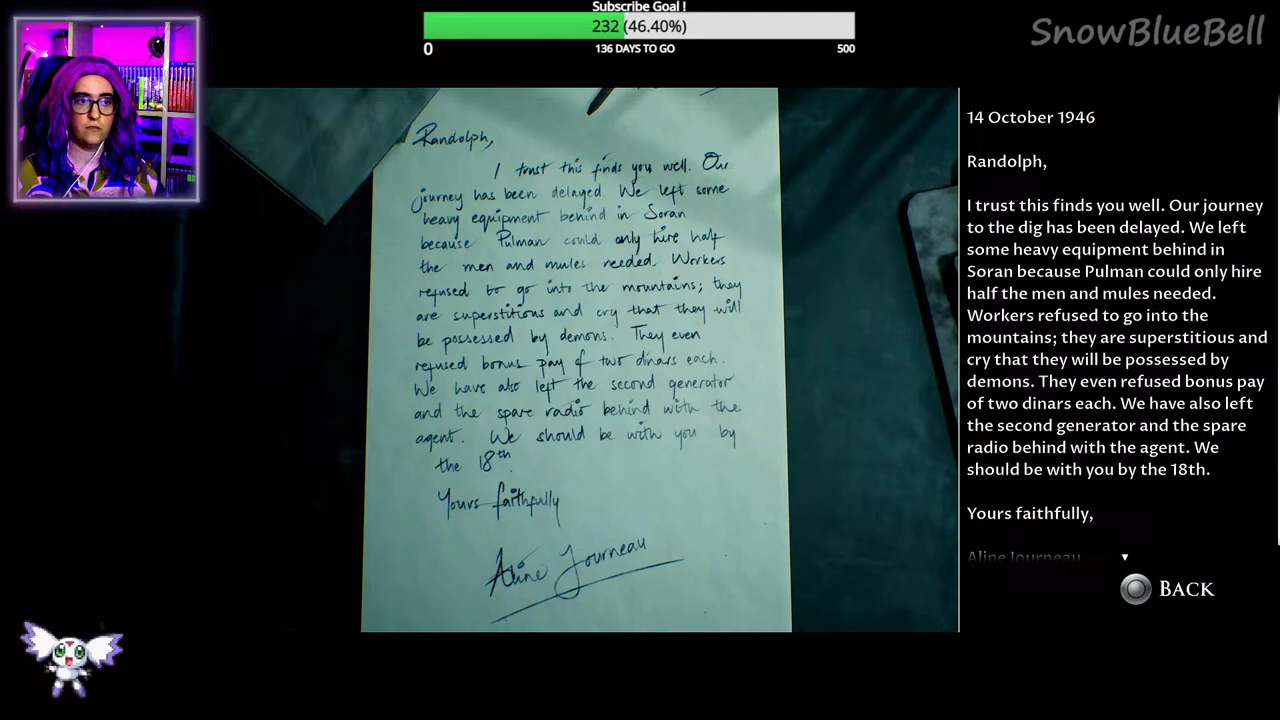 Subscribe Goal !
232 (46.40%)
0
136 DAYS TO GO
500
SnowBlueBell
Randolph,
I trust this finds you well. Our
journey has been delayed. We left some
heavy equipment behind in Soran
because Pulman could only hire half
the men and mules needed. Workers
refused to go into the mountains; they
are superstitious and cry that they will
be possessed by demons. They even
refused bonus pay of two dinars each.
We have also left the second generator
and the spare radio behind with the
agent. We should be with you by
the 18th.
Yours faithfully
Aline Journeau
14 October 1946
Randolph,
I trust this finds you well. Our journey
to the dig has been delayed. We left
some heavy equipment behind in
Soran because Pulman could only hire
half the men and mules needed.
Workers refused to go into the
mountains; they are superstitious and
cry that they will be possessed by
demons. They even refused bonus pay
of two dinars each. We have also left
the second generator and the spare
radio behind with the agent. We
should be with you by the 18th.
Yours faithfully,
Aline Journeau
BACK